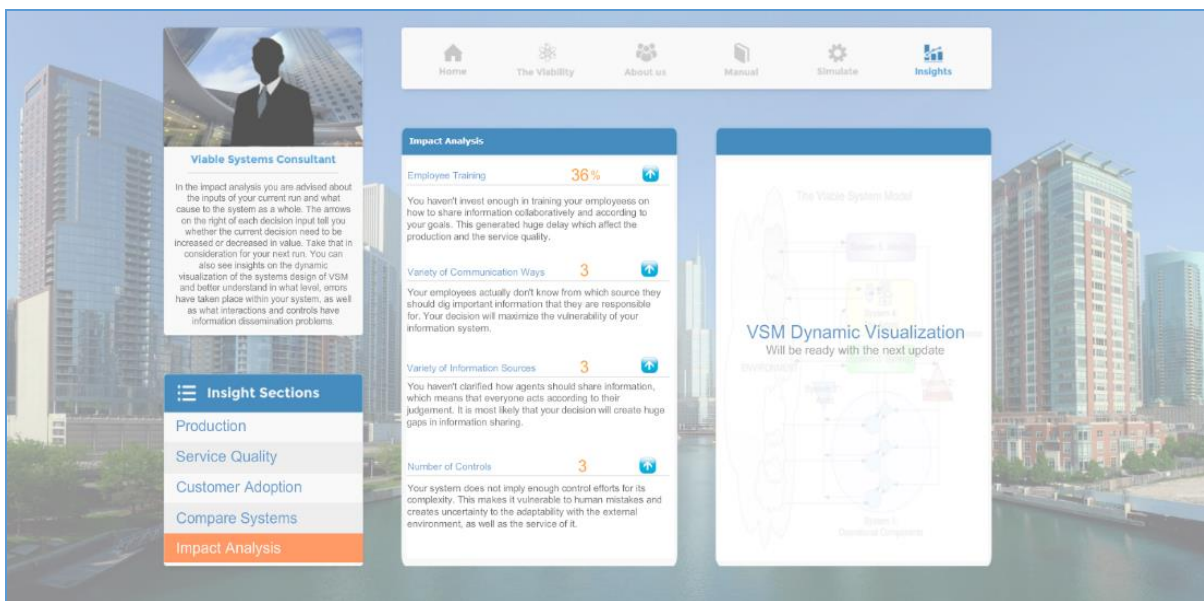 Home
The Viability
About us
Manual
Simulate
Insights
Viable Systems Consultant
In the impact analysis you are advised about
the inputs of your current run and what
cause to the system as a whole. The arrows
on the right of each decision input tell you
whether the current decision need to be
increased or decreased in value. Take that in
consideration for your next run. You can
also see insights on the dynamic
visualization of the systems design of VSM
and better understand in what level, errors
have taken place within your system, as well
as what interactions and controls have
information dissemination problems.
Insight Sections
Production
Service Quality
Customer Adoption
Compare Systems
Impact Analysis
Impact Analysis
Employee Training 36%
You haven't invest enough in training your employeess on
how to share information collaboratively and according to
your goals. This generated huge delay which affect the
production and the service quality.
Variety of Communication Ways 3
Your employees actually don't know from which source they
should dig important information that they are responsible
for. Your decision will maximize the vulnerability of your
information system.
Variety of Information Sources 3
You haven't clarified how agents should share information,
which means that everyone acts according to their
judgement. It is most likely that your decision will create huge
gaps in information sharing.
Number of Controls 3
Your system does not imply enough control efforts for its
complexity. This makes it vulnerable to human mistakes and
creates uncertainty to the adaptability with the external
environment, as well as the service of it.
The Viable System Model
VSM Dynamic Visualization
Will be ready with the next update
ENVIRONMENT
System 1
Operational Components